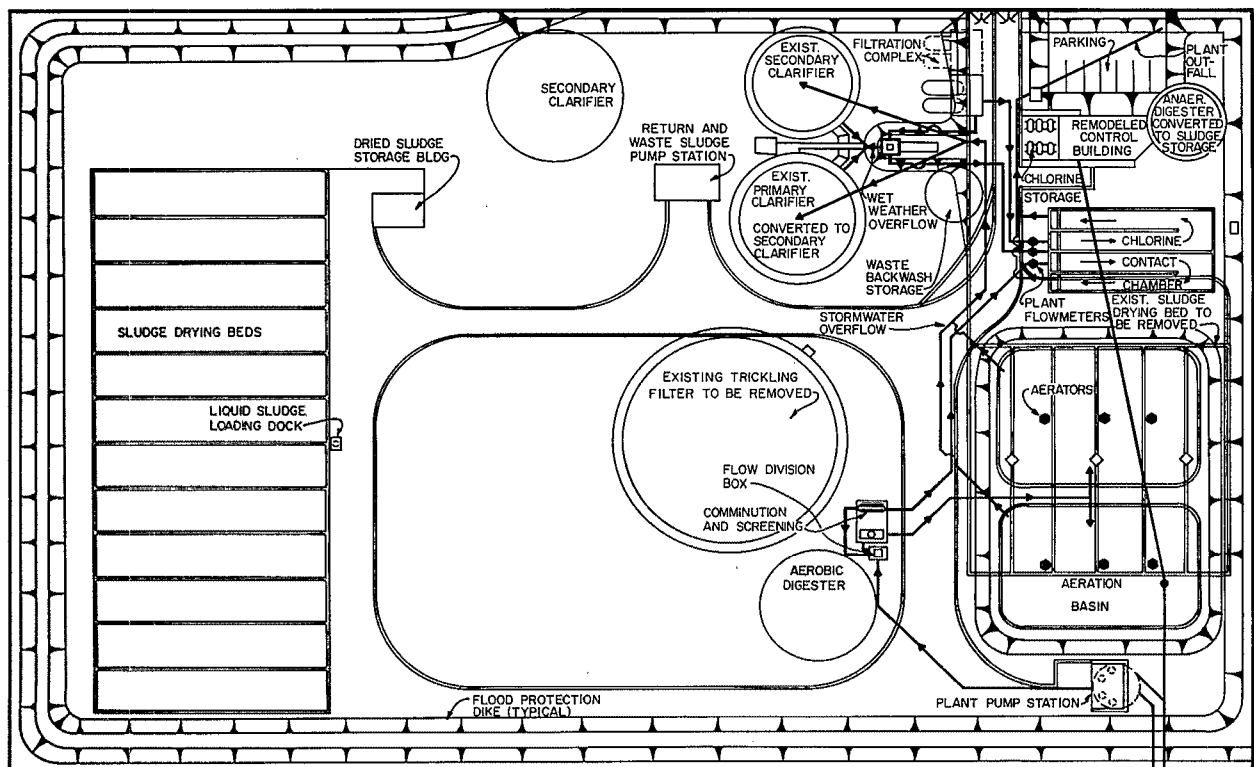 SECONDARY
CLARIFIER
EXIST.
SECONDARY
CLARIFIER
FILTRATION
COMPLEX
PARKING
PLANT
OUT-
FALL
ANAER.
DIGESTER
CONVERTED
TO SLUDGE
STORAGE
REMODELED
CONTROL
BUILDING
DRIED SLUDGE
STORAGE BLDG
RETURN AND
WASTE SLUDGE
PUMP STATION
EXIST.
PRIMARY
CLARIFIER
CONVERTED TO
SECONDARY
CLARIFIER
WET
WEATHER
OVERFLOW
CHLORINE
STORAGE
WASTE
BACKWASH
STORAGE
CHLORINE
CONTACT
CHAMBER
STORMWATER
OVERFLOW
PLANT
FLOWMETERS
EXIST. SLUDGE
DRYING BED TO
BE REMOVED
SLUDGE DRYING BEDS
EXISTING TRICKLING
FILTER TO BE REMOVED
AERATORS
LIQUID SLUDGE
LOADING DOCK
FLOW DIVISION
BOX
COMMINUTION
AND SCREENING
AEROBIC
DIGESTER
AERATION
BASIN
FLOOD PROTECTION
DIKE (TYPICAL)
PLANT PUMP STATION